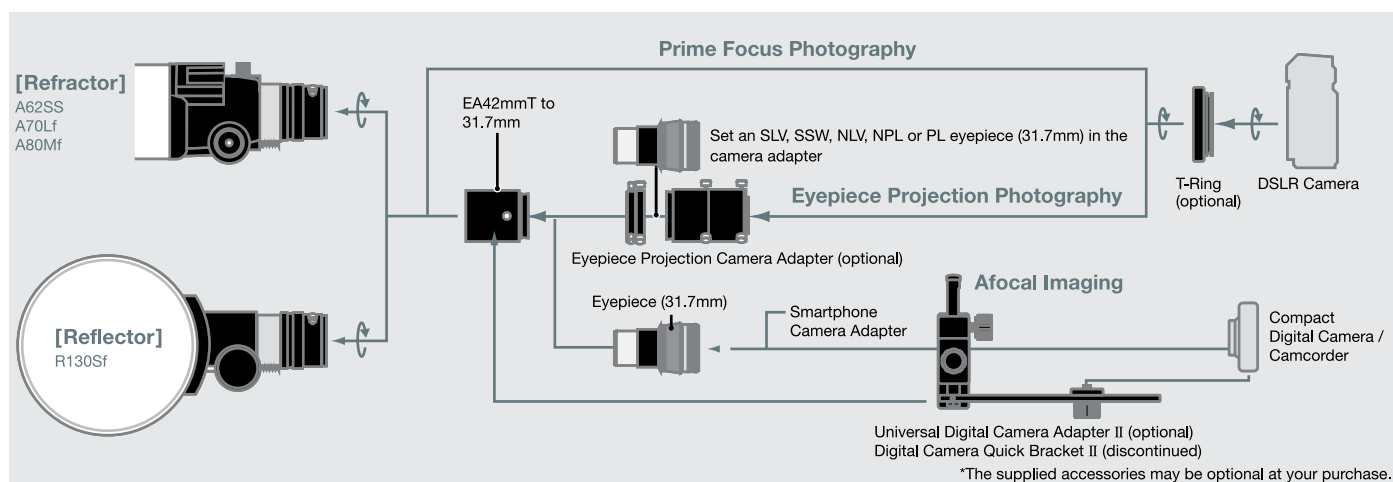 Prime Focus Photography
[Refractor]
A62SS
A70Lf
A80Mf
EA42mmT to
31.7mm
Set an SLV, SSW, NLV, NPL or PL eyepiece (31.7mm) in the
camera adapter
T-Ring
(optional)
DSLR Camera
Eyepiece Projection Photography
Eyepiece Projection Camera Adapter (optional)
Afocal Imaging
[Reflector]
R130Sf
Eyepiece (31.7mm)
Smartphone
Camera Adapter
Compact
Digital Camera /
Camcorder
Universal Digital Camera Adapter II (optional)
Digital Camera Quick Bracket II (discontinued)
*The supplied accessories may be optional at your purchase.